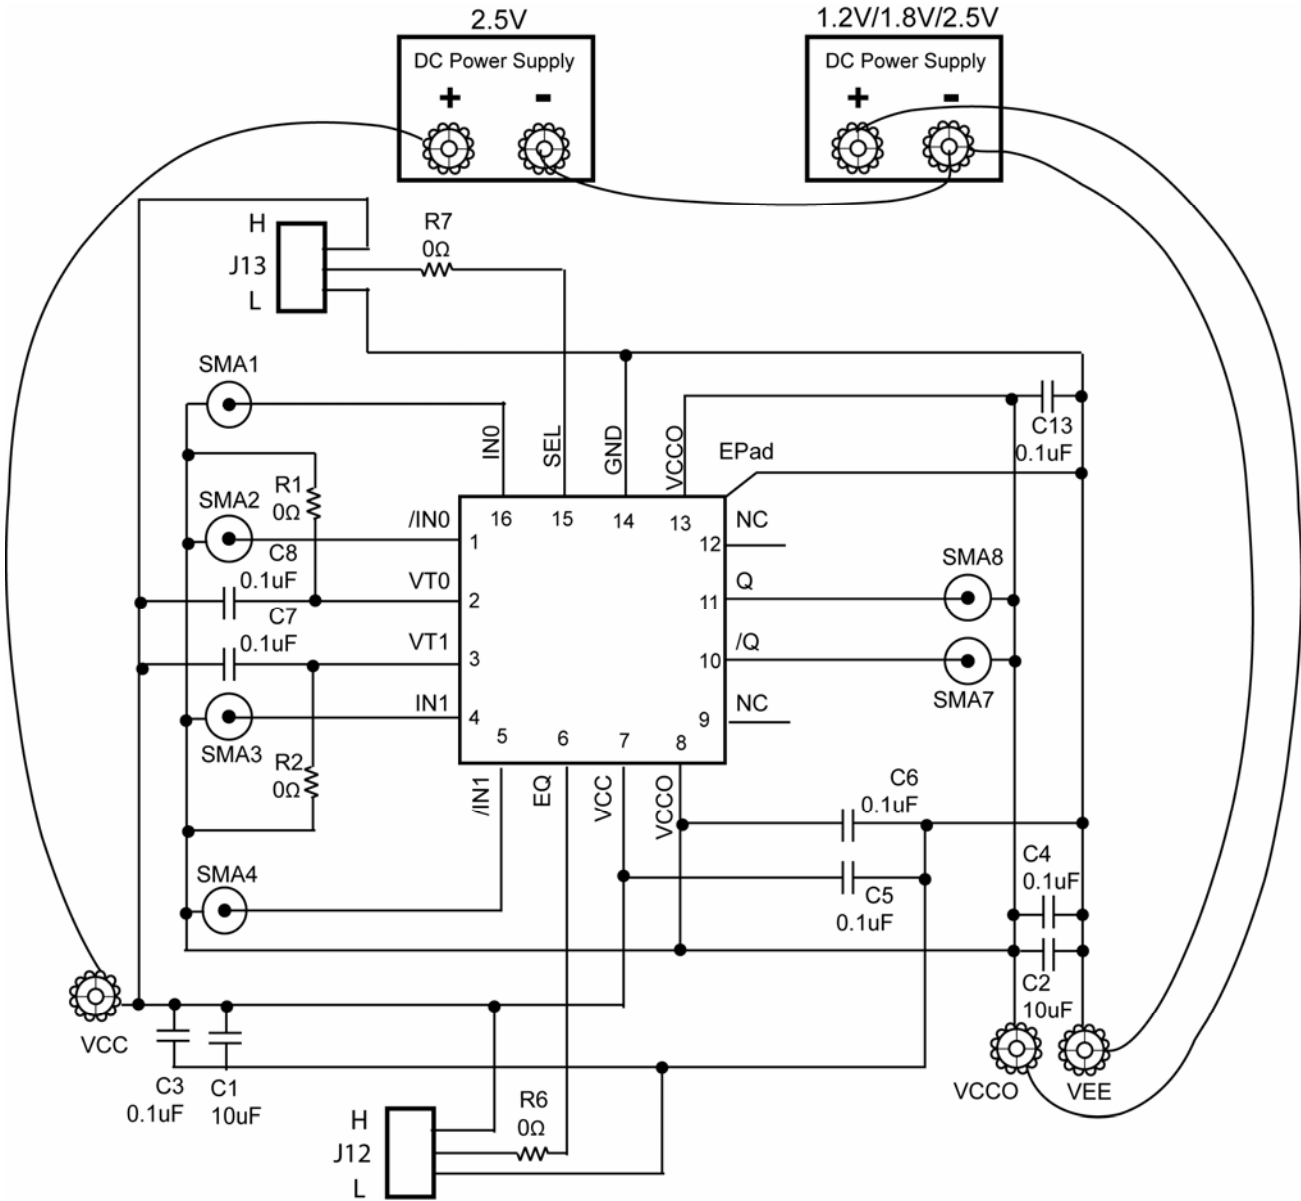 2.5V
1.2V/1.8V/2.5V
DC Power Supply
DC Power Supply
+ -
+ -
H
J13
L
R7
0Ω
SMA1
IN0
SEL
GND
VCCO
EPad
C13
0.1uF
R1
0Ω
SMA2
/IN0
16
15
14
13
NC
12
1
C8
0.1uF
VT0
2
Q
11
SMA8
C7
0.1uF
VT1
3
/Q
10
SMA7
IN1
4
NC
9
SMA3
R2
0Ω
5
6
7
8
/IN1
EQ
VCC
VCCO
C6
0.1uF
C5
0.1uF
C4
0.1uF
SMA4
C2
10uF
VCC
VCCO
VEE
C3
0.1uF
C1
10uF
R6
0Ω
H
J12
L